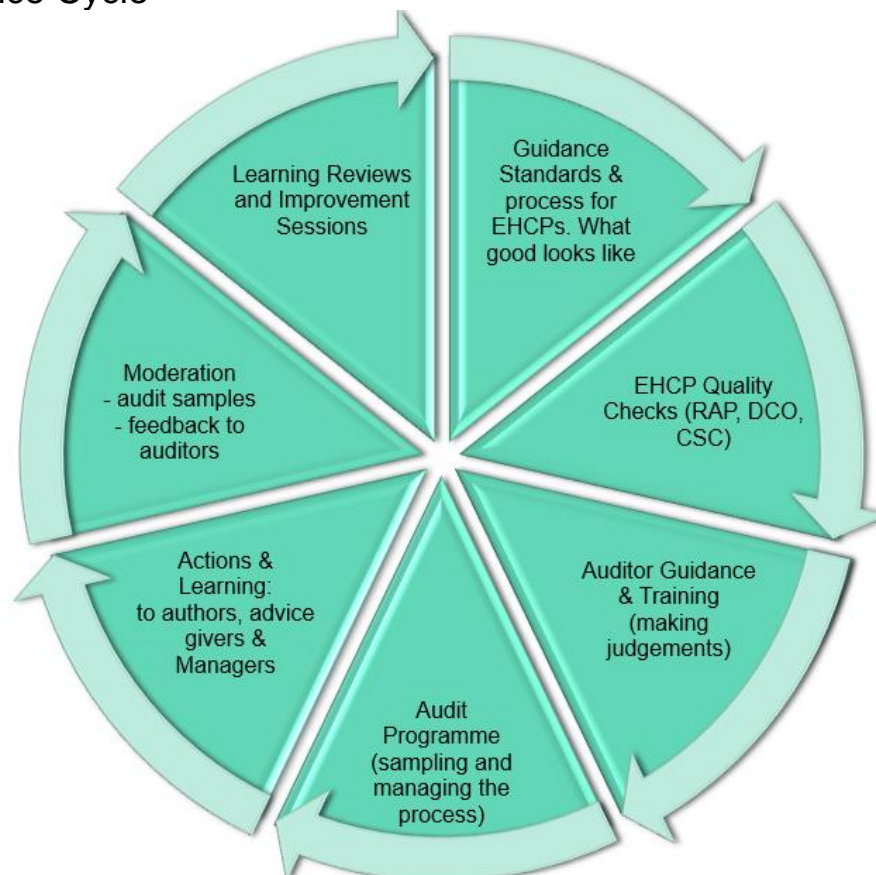 Cycle
Guidance
Standards &
process for
EHCPs. What
good looks like
EHCP Quality
Checks (RAP, DCO,
CSC)
Auditor Guidance
& Training
(making
judgements)
Audit
Programme
(sampling and
managing the
process)
Actions &
Learning:
to authors, advice
givers &
Managers
Moderation
- audit samples
- feedback to
auditors
Learning Reviews
and Improvement
Sessions